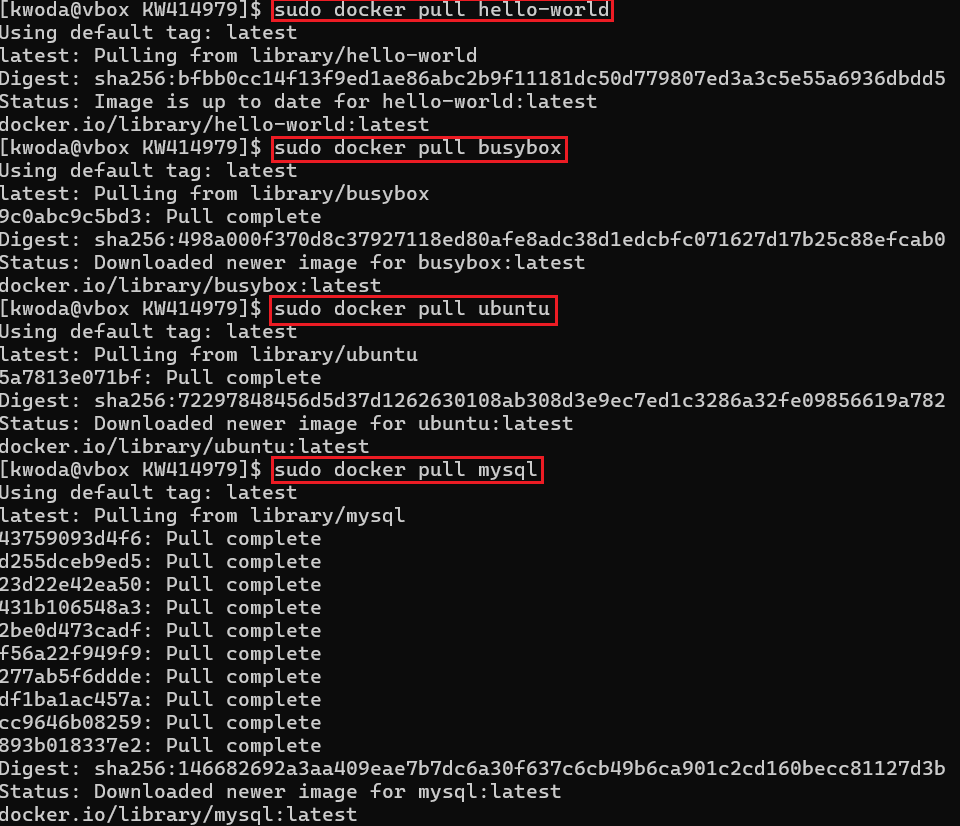 [kwoda@vbox KW414979]$ sudo docker pull hello-world
Using default tag: latest
latest: Pulling from library/hello-world
Digest: sha256:bfbb0cc14f13f9ed1ae86abc2b9f11181dc50d779807ed3a3c5e55a6936dbdd5
Status: Image is up to date for hello-world:latest
docker.io/library/hello-world:latest
[kwoda@vbox KW414979]$ sudo docker pull busybox
Using default tag: latest
latest: Pulling from library/busybox
9c0abc9c5bd3: Pull complete
Digest: sha256:498a000f370d8c37927118ed80afe8adc38d1edcbfc071627d17b25c88efcab0
Status: Downloaded newer image for busybox:latest
docker.io/library/busybox:latest
[kwoda@vbox KW414979]$ sudo docker pull ubuntu
Using default tag: latest
latest: Pulling from library/ubuntu
5a7813e071bf: Pull complete
Digest: sha256:72297848456d5d37d1262630108ab308d3e9ec7ed1c3286a32fe09856619a782
Status: Downloaded newer image for ubuntu:latest
docker.io/library/ubuntu:latest
[kwoda@vbox KW414979]$ sudo docker pull mysql
Using default tag: latest
latest: Pulling from library/mysql
43759093d4f6: Pull complete
d255dceb9ed5: Pull complete
23d22e42ea50: Pull complete
431b106548a3: Pull complete
2be0d473cadf: Pull complete
f56a22f949f9: Pull complete
277ab5f6ddde: Pull complete
df1ba1ac457a: Pull complete
cc9646b08259: Pull complete
893b018337e2: Pull complete
Digest: sha256:146682692a3aa409eae7b7dc6a30f637c6cb49b6ca901c2cd160becc81127d3b
Status: Downloaded newer image for mysql:latest
docker.io/library/mysql:latest